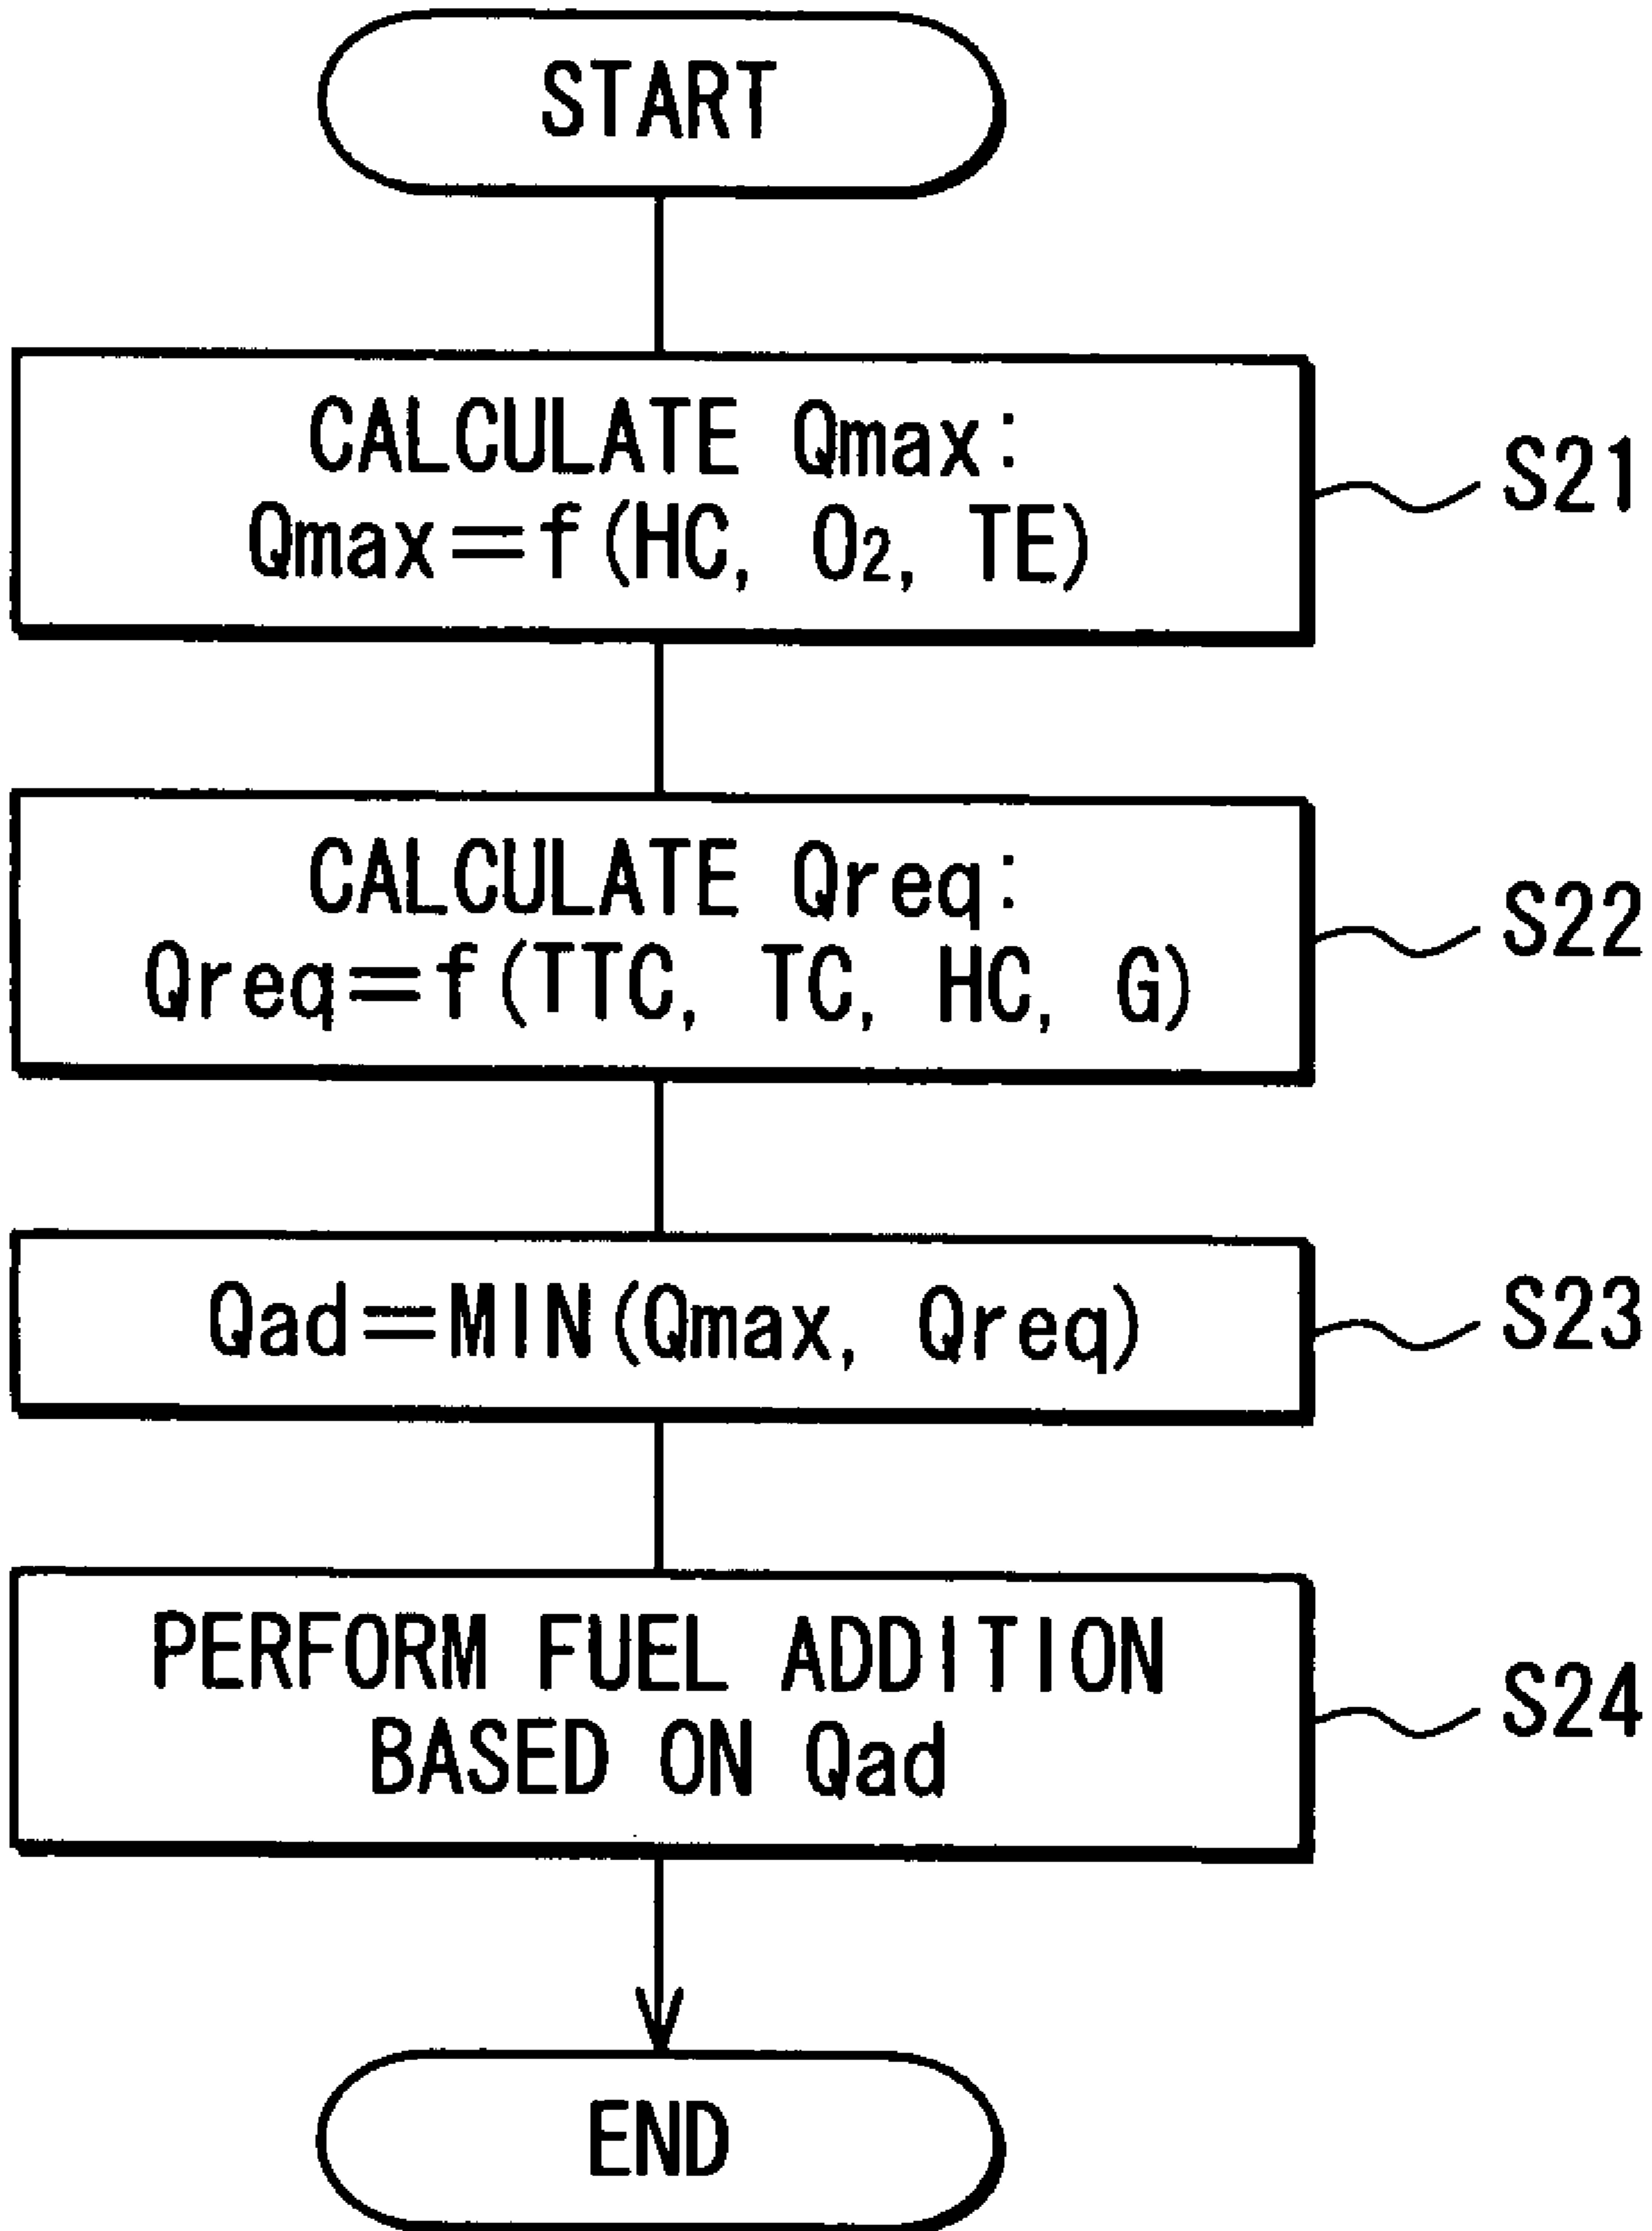 START
CALCULATE Qmax:
Qmax=f(HC, O₂, TE)
S21
CALCULATE Qreq:
Qreq=f(TTC, TC, HC, G)
S22
Qad=MIN(Qmax, Qreq)
S23
PERFORM FUEL ADDITION
BASED ON Qad
S24
END